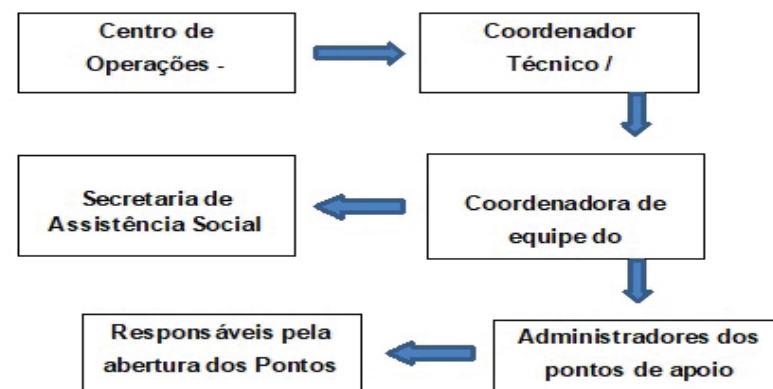 Centro de
Operações -
Coordenador
Técnico /
Secretaria de
Assistência Social
Coordenadora de
equipe do
Responsáveis pela
abertura dos Pontos
Administradores dos
pontos de apoio